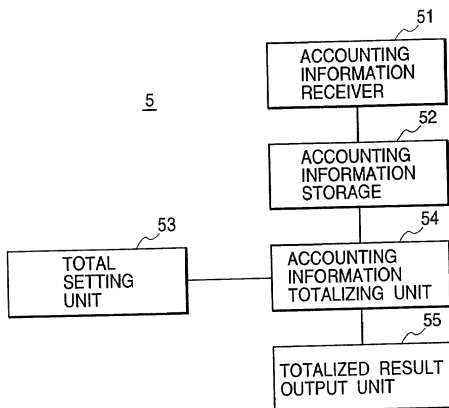 51
ACCOUNTING
INFORMATION
RECEIVER
5
52
ACCOUNTING
INFORMATION
STORAGE
53
TOTAL
SETTING
UNIT
54
ACCOUNTING
INFORMATION
TOTALIZING UNIT
55
TOTALIZED RESULT
OUTPUT UNIT